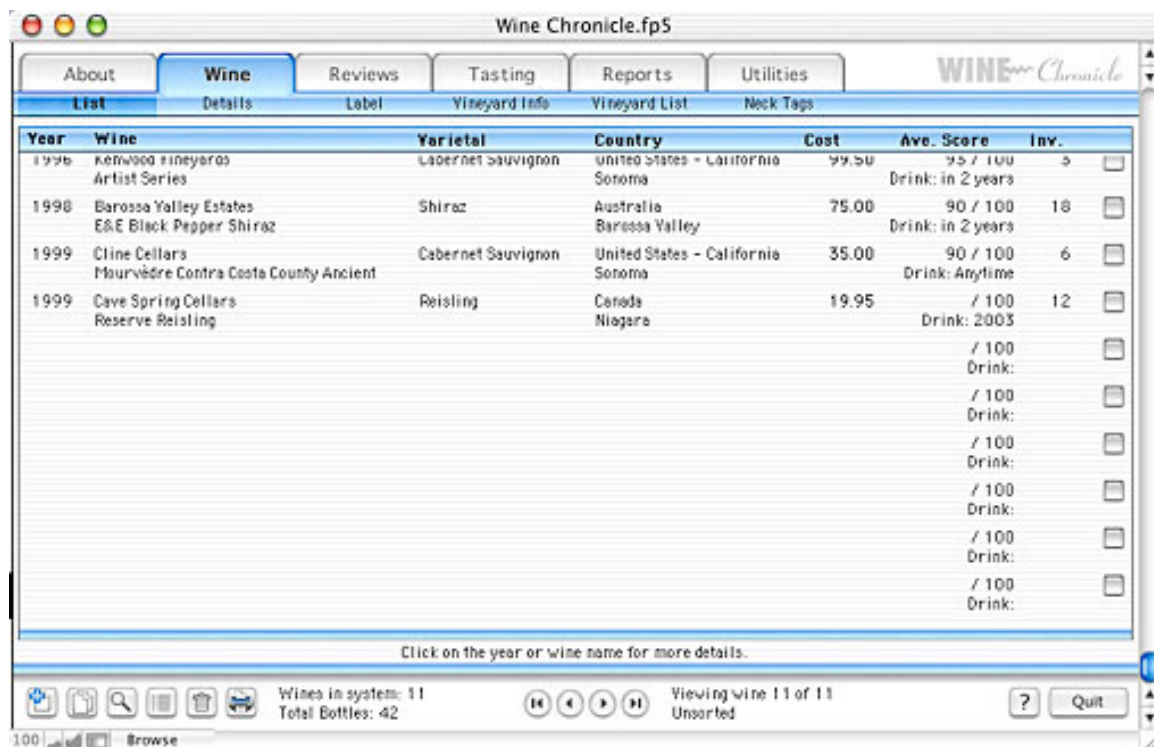 Wine Chronicle.fp5
About Wine Reviews Tasting Reports Utilities WINE Chronicle
List Details Label Vineyard Info Vineyard List Neck Tags
Year Wine Varietal Country Cost Ave. Score Inv.
1996 Kenwood Vineyards Cabernet Sauvignon United States - California 99.50 / 100
Artist Series Sonoma Drink: in 2 years
1998 Barossa Valley Estates Shiraz Australia 75.00 90 / 100 18
E&E Black Pepper Shiraz Barossa Valley Drink: in 2 years
1999 Cline Cellars Cabernet Sauvignon United States - California 35.00 90 / 100 6
Mourvèdre Contra Costa County Ancient Sonoma Drink: Anytime
1999 Cave Spring Cellars Reisling Canada 19.95 / 100 12
Reserve Reisling Niagara Drink: 2003
/ 100
Drink:
/ 100
Drink:
/ 100
Drink:
/ 100
Drink:
/ 100
Drink:
/ 100
Drink:
Click on the year or wine name for more details.
Wines in system: 11 Viewing wine 11 of 11 ? Quit
Total Bottles: 42 Unsorted
100 Browse